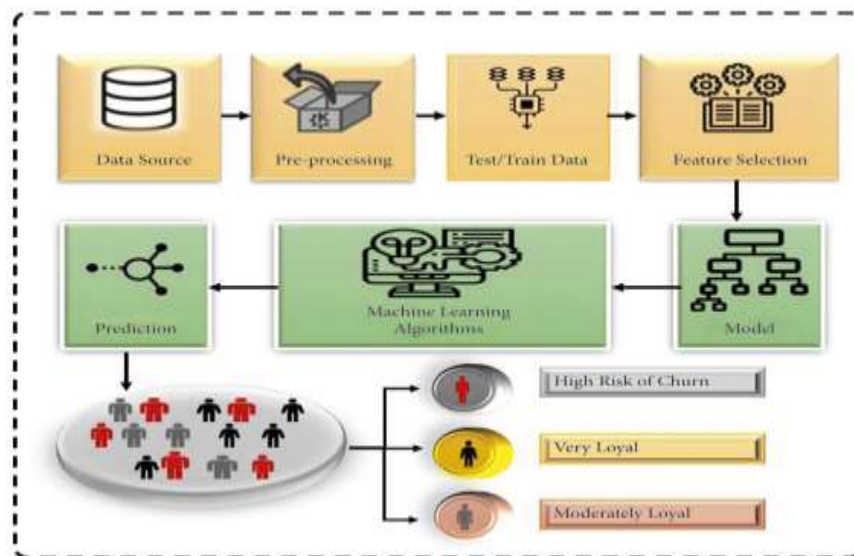 Data Source
Pre-processing
Test/Train Data
Feature Selection
Prediction
Machine Learning
Algorithms
Model
High Risk of Churn
Very Loyal
Moderately Loyal